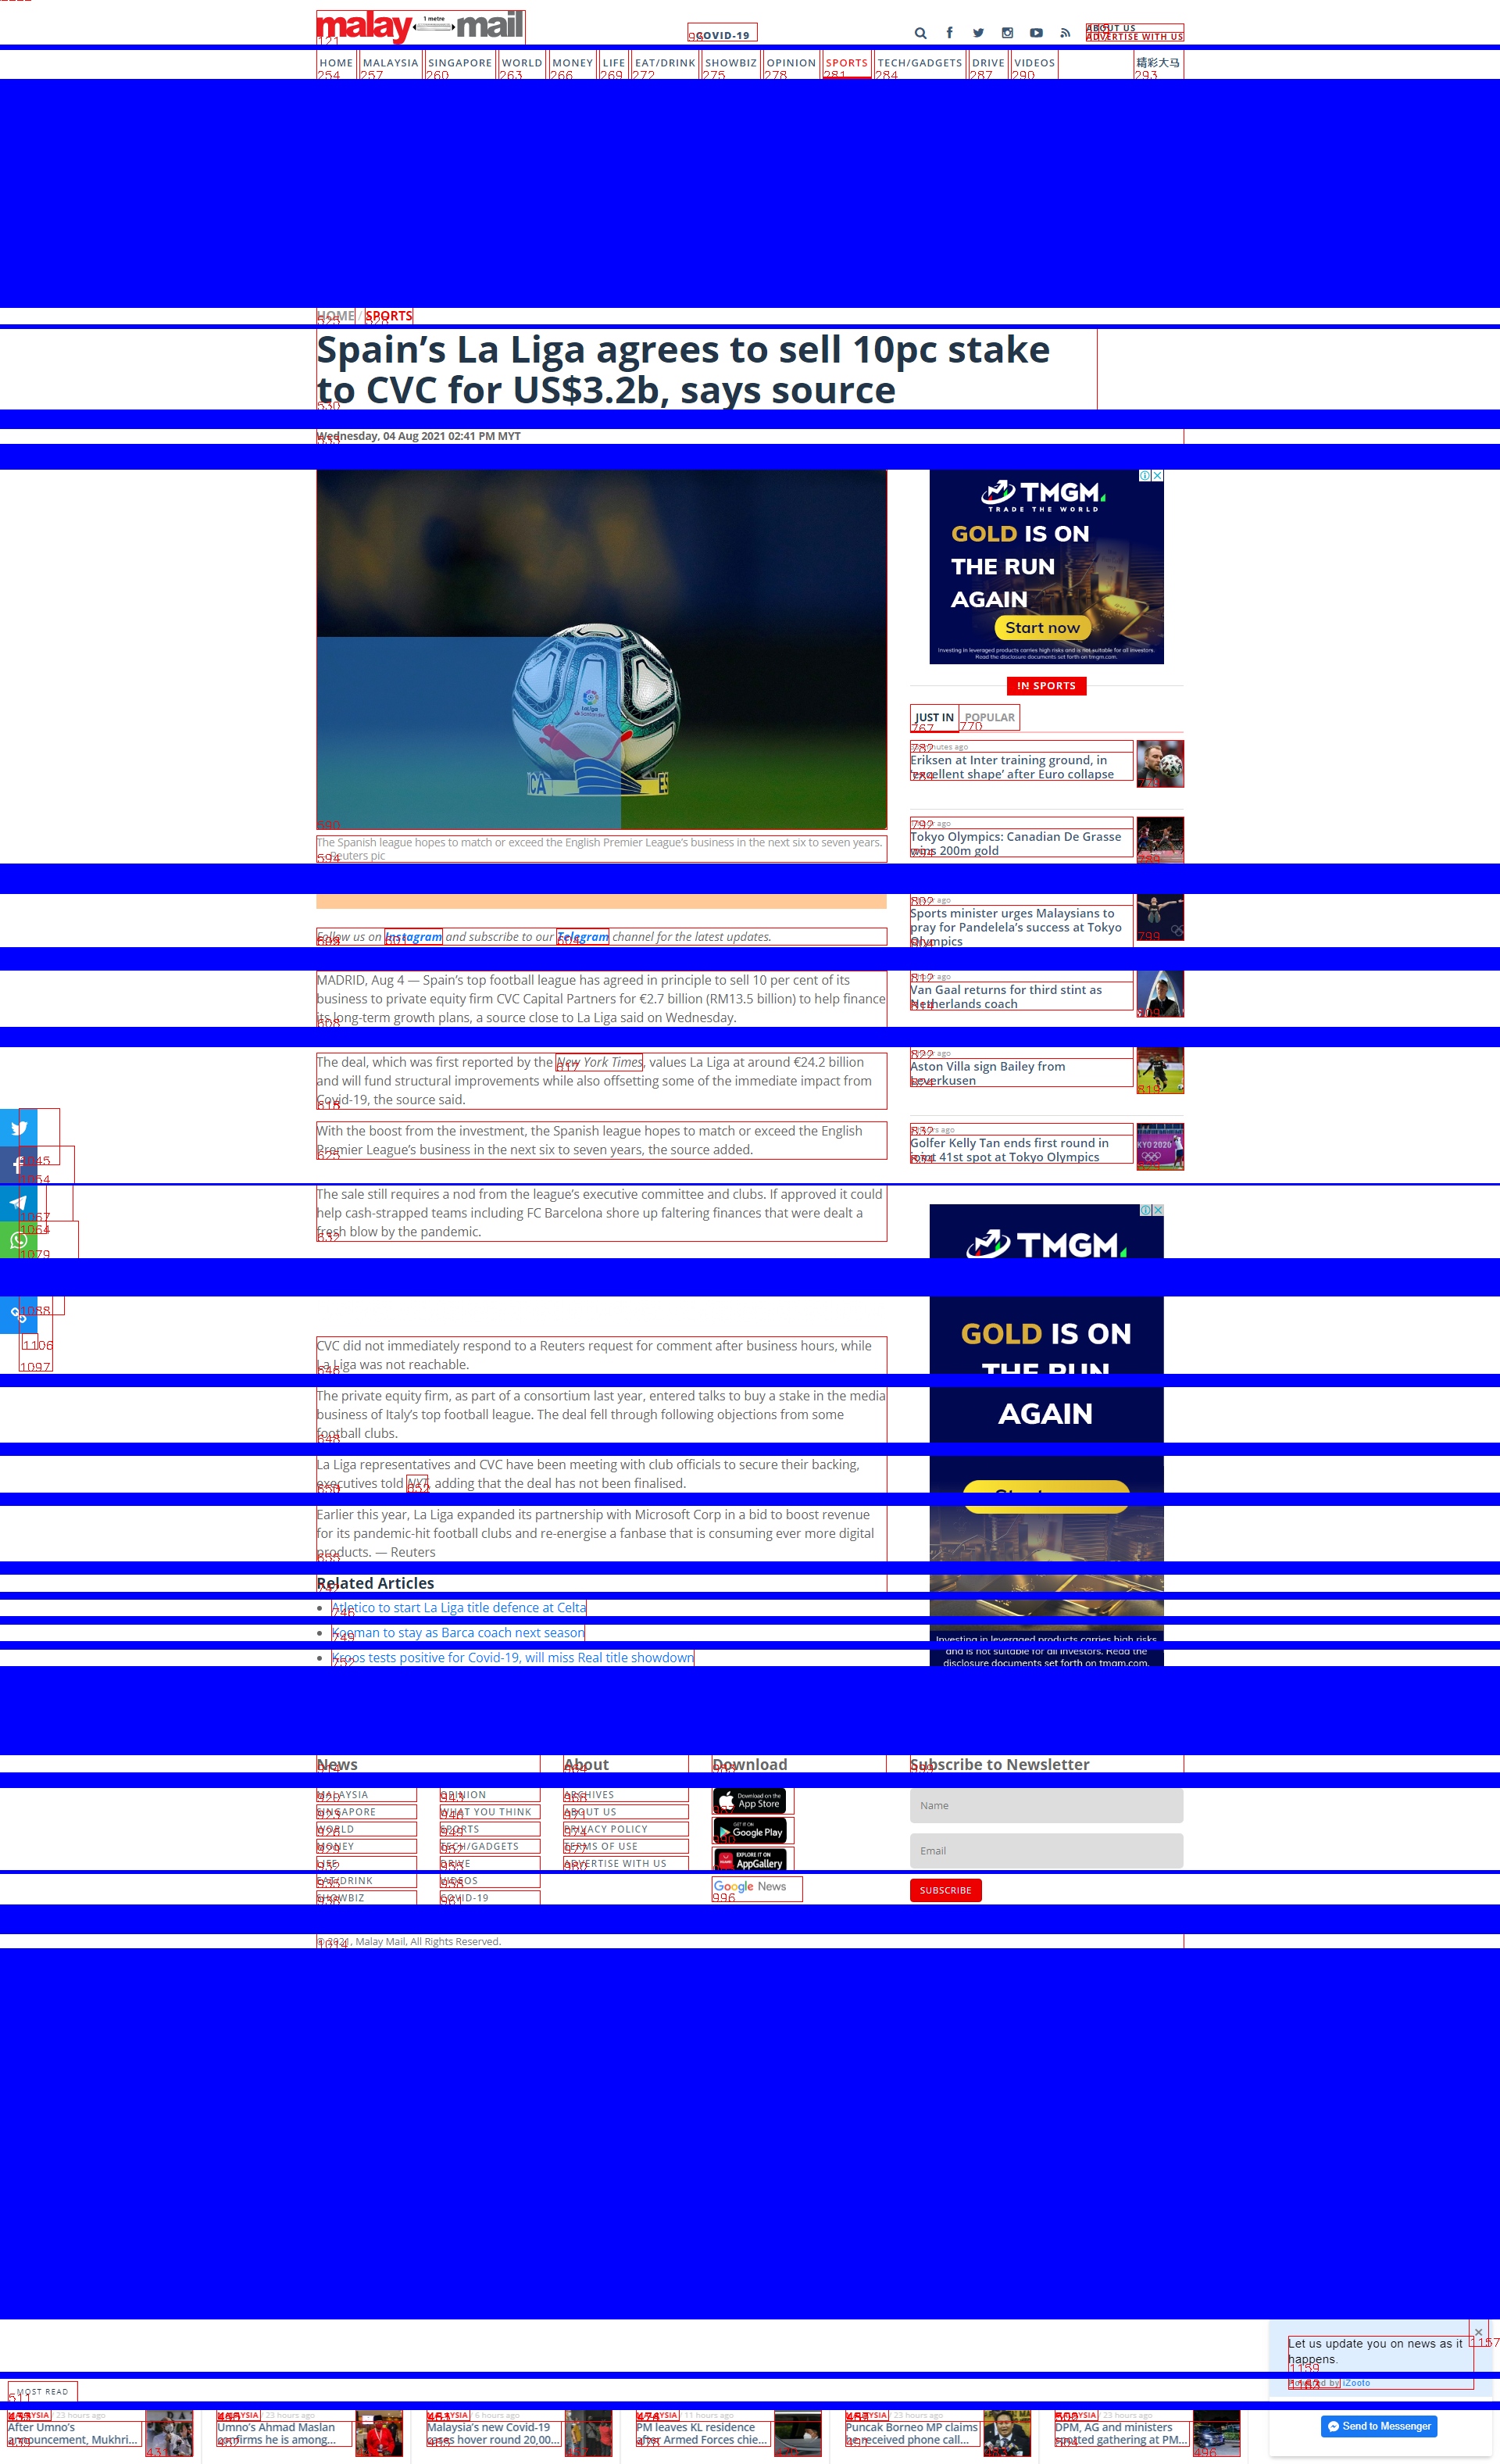 malay mail
1 metre
COVID-19
ABOUT US
ADVERTISE WITH US
HOME MALAYSIA SINGAPORE WORLD MONEY LIFE EAT/DRINK SHOWBIZ OPINION SPORTS TECH/GADGETS DRIVE VIDEOS 精彩大马
HOME / SPORTS
Spain's La Liga agrees to sell 10pc stake
to CVC for US$3.2b, says source
Wednesday, 04 Aug 2021 02:41 PM MYT
TMGM
TRADE THE WORLD
GOLD IS ON
THE RUN
AGAIN
Start now
Investing in leveraged products carries high risks and is not suitable for all investors.
Read the disclosure documents set forth on tmgm.com.
IN SPORTS
JUST IN POPULAR
Eriksen at Inter training ground, in
'excellent shape' after Euro collapse
Tokyo Olympics: Canadian De Grasse
wins 200m gold
The Spanish league hopes to match or exceed the English Premier League's business in the next six to seven years.
Reuters pic
Sports minister urges Malaysians to
pray for Pandelela's success at Tokyo
Olympics
Follow us on Instagram and subscribe to our Telegram channel for the latest updates.
MADRID, Aug 4 — Spain's top football league has agreed in principle to sell 10 per cent of its
business to private equity firm CVC Capital Partners for €2.7 billion (RM13.5 billion) to help finance
its long-term growth plans, a source close to La Liga said on Wednesday.
Van Gaal returns for third stint as
Netherlands coach
The deal, which was first reported by the New York Times, values La Liga at around €24.2 billion
and will fund structural improvements while also offsetting some of the immediate impact from
Covid-19, the source said.
Aston Villa sign Bailey from
Leverkusen
With the boost from the investment, the Spanish league hopes to match or exceed the English
Premier League's business in the next six to seven years, the source added.
Golfer Kelly Tan ends first round in
joint 41st spot at Tokyo Olympics
The sale still requires a nod from the league's executive committee and clubs. If approved it could
help cash-strapped teams including FC Barcelona shore up faltering finances that were dealt a
fresh blow by the pandemic.
TMGM
GOLD IS ON
THE RUN
AGAIN
CVC did not immediately respond to a Reuters request for comment after business hours, while
La Liga was not reachable.
The private equity firm, as part of a consortium last year, entered talks to buy a stake in the media
business of Italy's top football league. The deal fell through following objections from some
football clubs.
La Liga representatives and CVC have been meeting with club officials to secure their backing,
executives told NYT, adding that the deal has not been finalised.
Earlier this year, La Liga expanded its partnership with Microsoft Corp in a bid to boost revenue
for its pandemic-hit football clubs and re-energise a fanbase that is consuming ever more digital
products. — Reuters
Related Articles
Atletico to start La Liga title defence at Celta
Koeman to stay as Barca coach next season
Kroos tests positive for Covid-19, will miss Real title showdown
Investing in leveraged products carries high risks
and is not suitable for all investors. Read the
disclosure documents set forth on tmgm.com.
News
MALAYSIA
SINGAPORE
WORLD
MONEY
LIFE
EAT/DRINK
SHOWBIZ
OPINION
WHAT YOU THINK
SPORTS
TECH/GADGETS
DRIVE
VIDEOS
COVID-19
About
ARCHIVES
ABOUT US
PRIVACY POLICY
TERMS OF USE
ADVERTISE WITH US
Download
Download on the
App Store
GET IT ON
Google Play
EXPLORE IT ON
AppGallery
Google News
Subscribe to Newsletter
Name
Email
SUBSCRIBE
© 2021, Malay Mail, All Rights Reserved.
Let us update you on news as it
happens.
Powered by iZooto
Send to Messenger
MOST READ
MALAYSIA 23 hours ago
After Umno's
announcement, Mukhri...
MALAYSIA 23 hours ago
Umno's Ahmad Maslan
confirms he is among...
MALAYSIA 6 hours ago
Malaysia's new Covid-19
cases hover round 20,00...
MALAYSIA 11 hours ago
PM leaves KL residence
after Armed Forces chie...
MALAYSIA 23 hours ago
Puncak Borneo MP claims
he received phone call...
MALAYSIA 23 hours ago
DPM, AG and ministers
spotted gathering at PM...